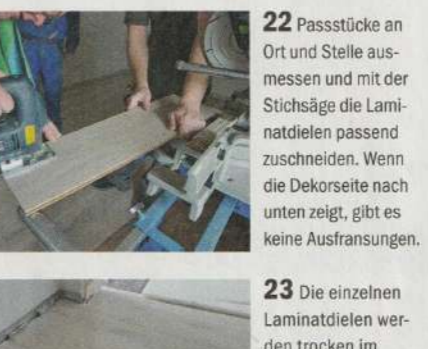 22 Passstücke an
Ort und Stelle aus-
messen und mit der
Stichsäge die Lami-
natdielen passend
zuschneiden. Wenn
die Dekorseite nach
unten zeigt, gibt es
keine Ausfransungen.
23 Die einzelnen
Laminatdielen wer-
den trocken im